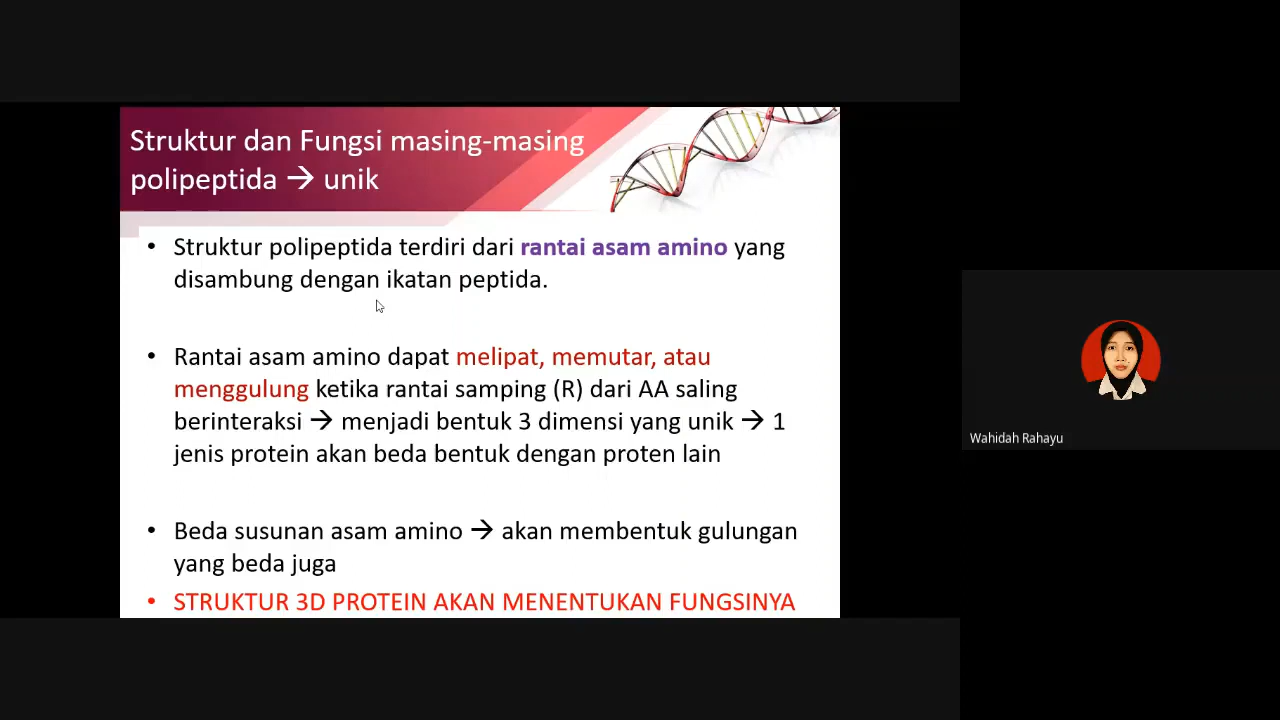 Struktur dan Fungsi masing-masing
polipeptida → unik
• Struktur polipeptida terdiri dari rantai asam amino yang
disambung dengan ikatan peptida.
• Rantai asam amino dapat melipat, memutar, atau
menggulung ketika rantai samping (R) dari AA saling
berinteraksi → menjadi bentuk 3 dimensi yang unik → 1
jenis protein akan beda bentuk dengan proten lain
• Beda susunan asam amino → akan membentuk gulungan
yang beda juga
• STRUKTUR 3D PROTEIN AKAN MENENTUKAN FUNGSINYA
Wahidah Rahayu